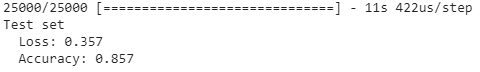 25000/25000 [==============================] - 11s 422us/step
Test set
  Loss: 0.357
  Accuracy: 0.857